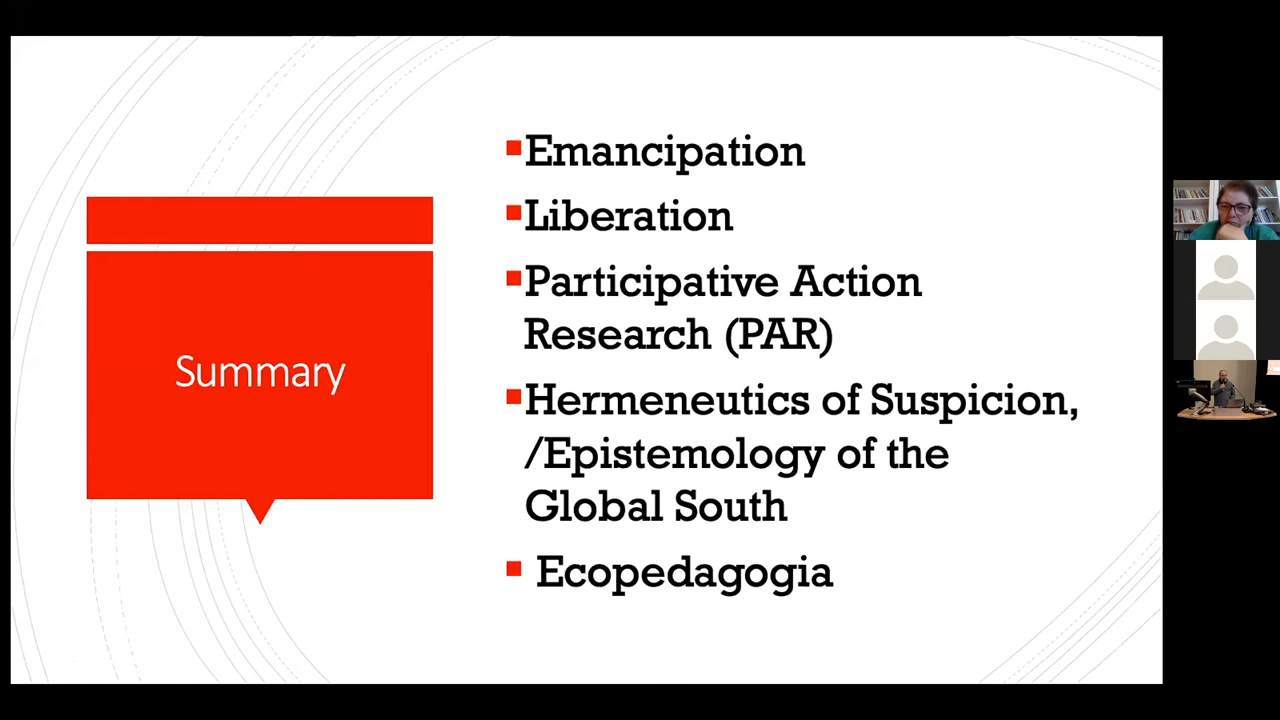 Summary
Emancipation
Liberation
Participative Action
Research (PAR)
Hermeneutics of Suspicion,
/Epistemology of the
Global South
Ecopedagogia